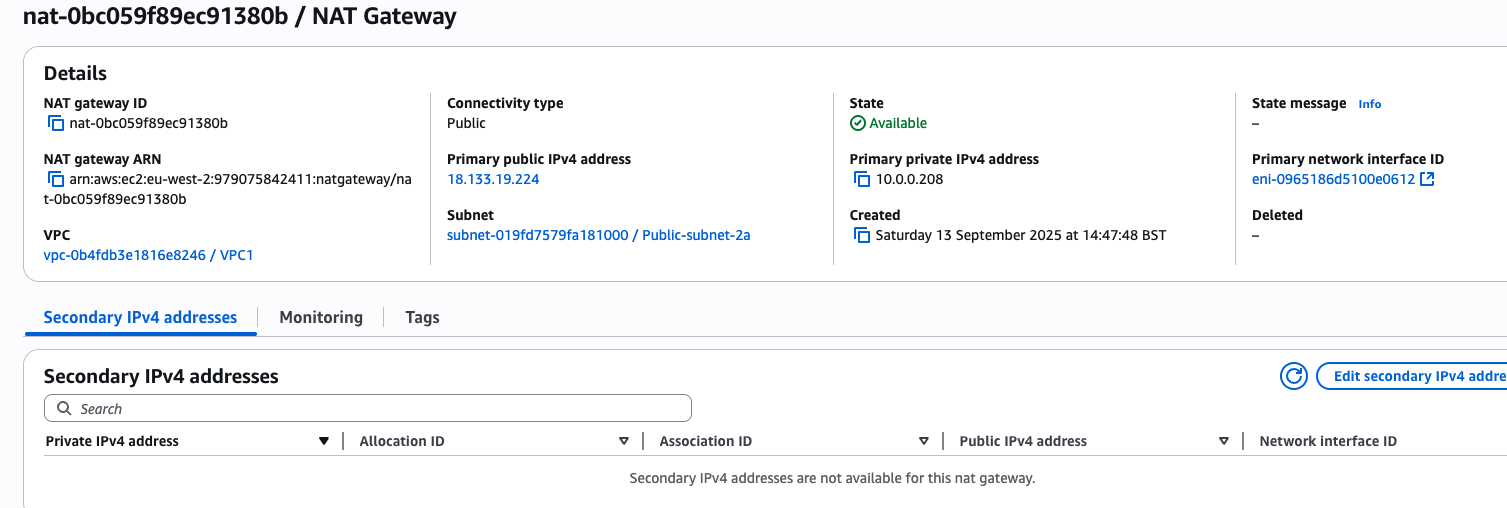 nat-0bc059f89ec91380b / NAT Gateway
Details
NAT gateway ID
nat-0bc059f89ec91380b
NAT gateway ARN
arn:aws:ec2:eu-west-2:979075842411:natgateway/na
t-0bc059f89ec91380b
VPC
vpc-0b4fdb3e1816e8246 / VPC1
Connectivity type
Public
Primary public IPv4 address
18.133.19.224
Subnet
subnet-019fd7579fa181000 / Public-subnet-2a
State
Available
Primary private IPv4 address
10.0.0.208
Created
Saturday 13 September 2025 at 14:47:48 BST
State message Info
–
Primary network interface ID
eni-0965186d5100e0612
Deleted
–
Secondary IPv4 addresses Monitoring Tags
Secondary IPv4 addresses
Edit secondary IPv4 addre
Search
Private IPv4 address Allocation ID Association ID Public IPv4 address Network interface ID
Secondary IPv4 addresses are not available for this nat gateway.